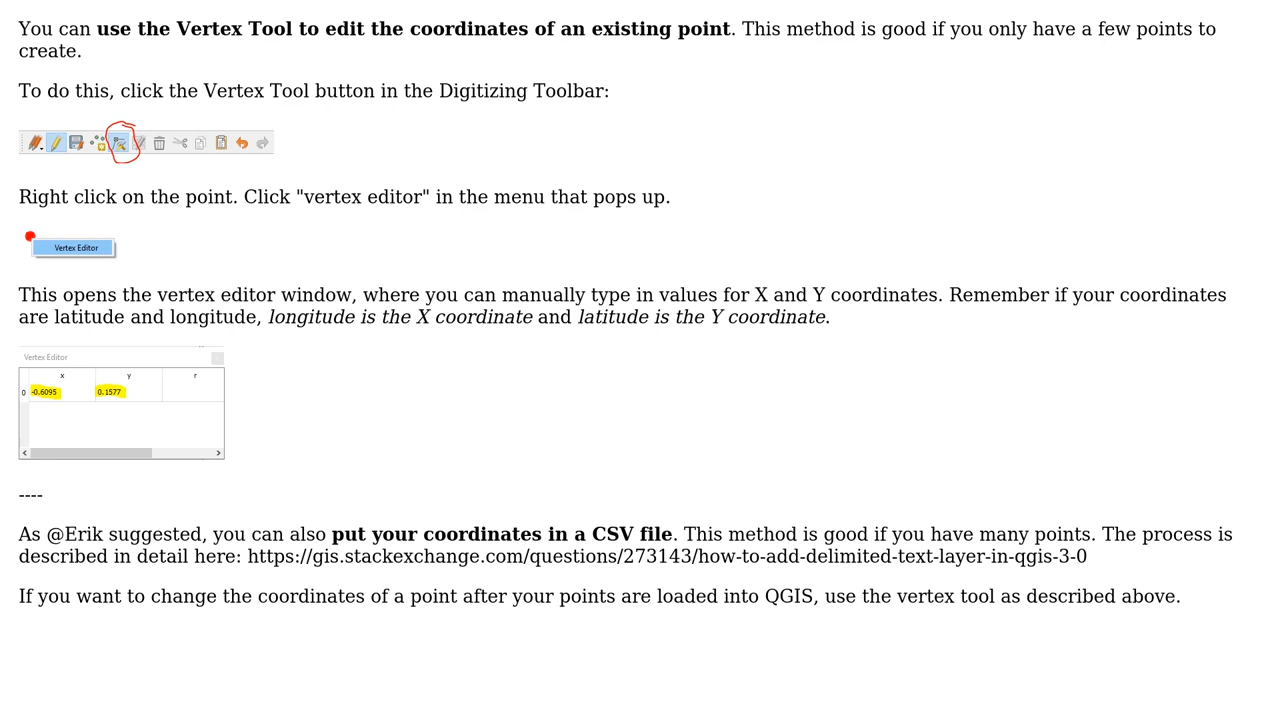 You can use the Vertex Tool to edit the coordinates of an existing point. This method is good if you only have a few points to
create.
To do this, click the Vertex Tool button in the Digitizing Toolbar:
Right click on the point. Click "vertex editor" in the menu that pops up.
Vertex Editor
This opens the vertex editor window, where you can manually type in values for X and Y coordinates. Remember if your coordinates
are latitude and longitude, longitude is the X coordinate and latitude is the Y coordinate.
Vertex Editor
x y r
0 -0.6095 0.1577
----
As @Erik suggested, you can also put your coordinates in a CSV file. This method is good if you have many points. The process is
described in detail here: https://gis.stackexchange.com/questions/273143/how-to-add-delimited-text-layer-in-qgis-3-0
If you want to change the coordinates of a point after your points are loaded into QGIS, use the vertex tool as described above.